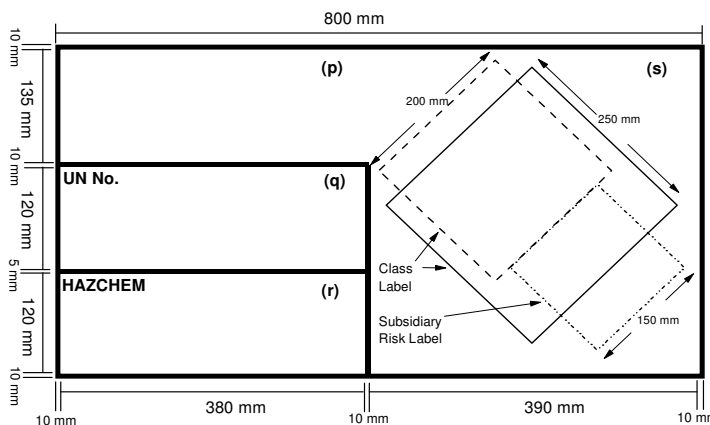 800 mm
10 mm
135 mm
10 mm
120 mm
5 mm
120 mm
10 mm
(p)
(s)
200 mm
250 mm
UN No.
(q)
HAZCHEM
(r)
Class
Label
Subsidiary
Risk Label
150 mm
380 mm
390 mm
10 mm
10 mm
10 mm